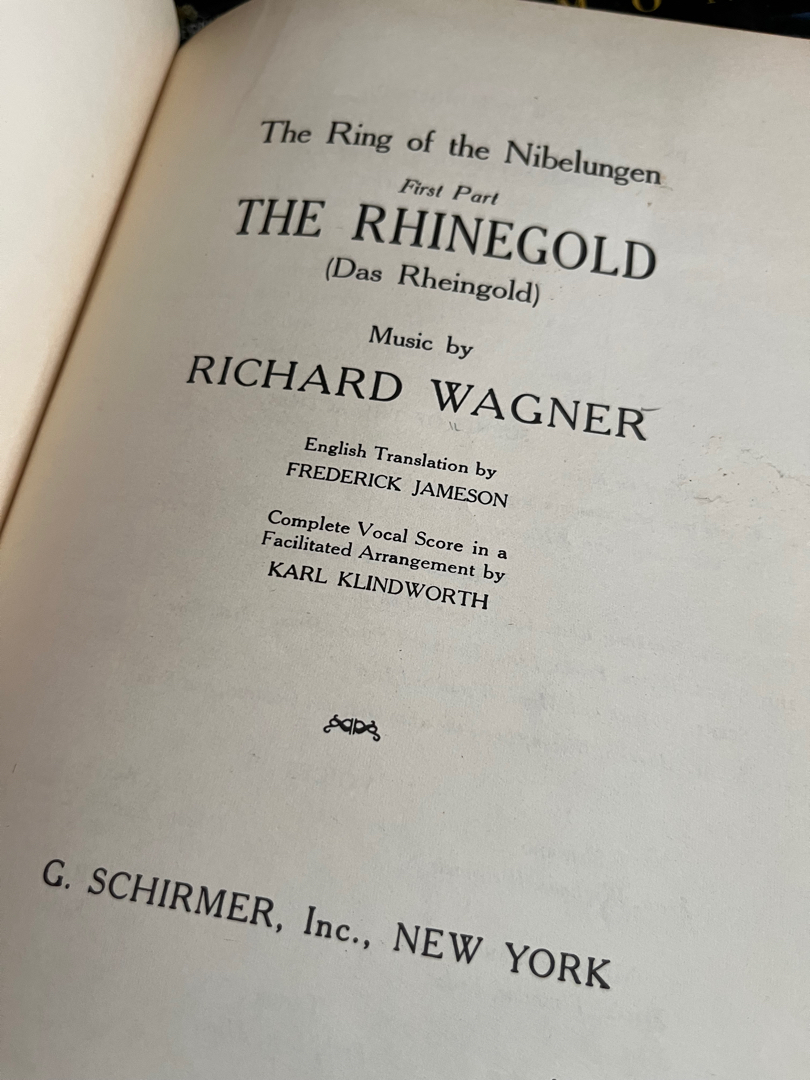 The Ring of the Nibelungen
First Part
THE RHINEGOLD
(Das Rheingold)
Music by
RICHARD WAGNER
English Translation by
FREDERICK JAMESON
Complete Vocal Score in a
Facilitated Arrangement by
KARL KLINDWORTH
G. SCHIRMER, Inc., NEW YORK